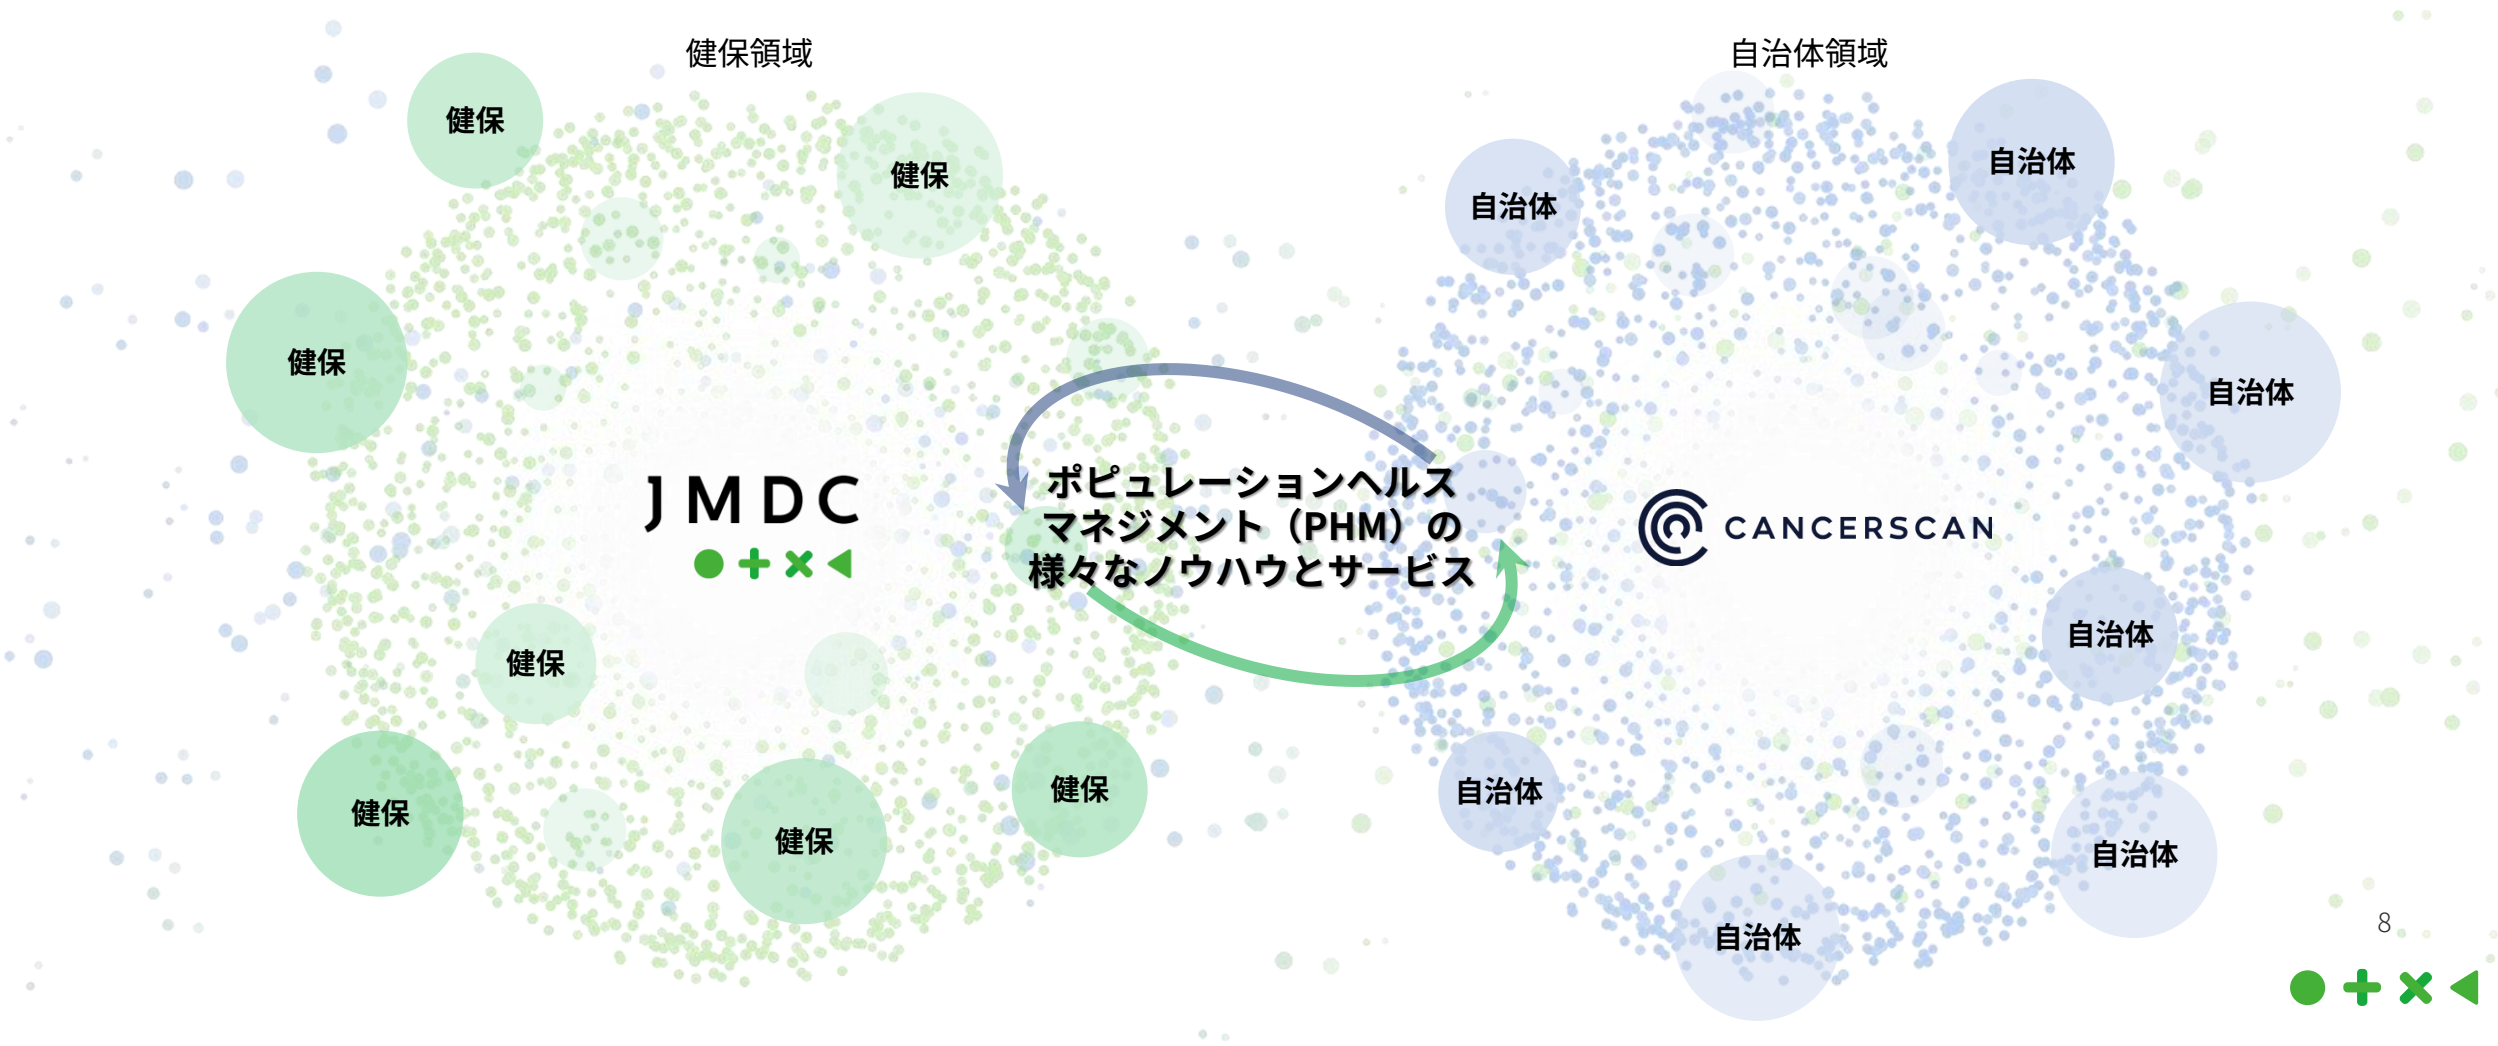 健保領域
自治体領域
健保
健保
健保
健保
健保
健保
健保
JMDC
ポピュレーションヘルス
マネジメント（PHM）の
様々なノウハウとサービス
CANCERSCAN
自治体
自治体
自治体
自治体
自治体
自治体
自治体
8